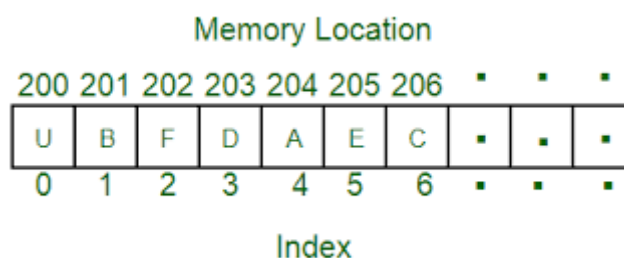 Memory Location
200 201 202 203 204 205 206 . . .
U B F D A E C . . .
0 1 2 3 4 5 6 . . .
Index